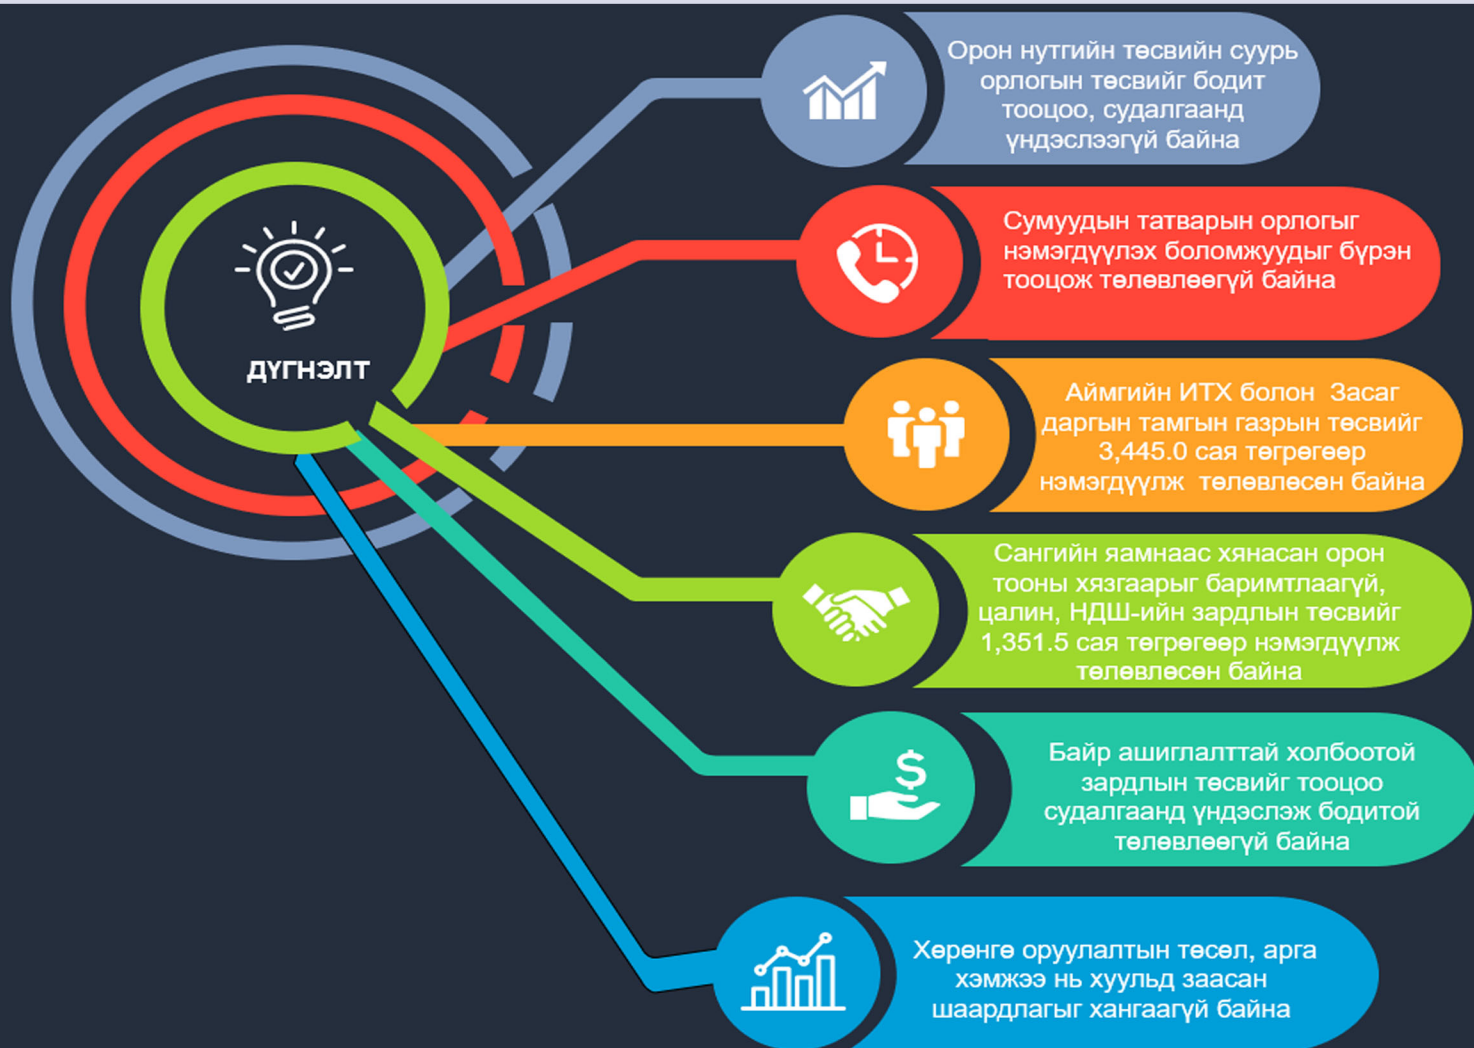 ДҮГНЭЛТ
Орон нутгийн төсвийн суурь
орлогын төсвийг бодит
тооцоо, судалгаанд
үндэслээгүй байна
Сумуудын татварын орлогыг
нэмэгдүүлэх боломжуудыг бүрэн
тооцож төлөвлөөгүй байна
Аймгийн ИТХ болон Засаг
даргын тамгын газрын төсвийг
3,445.0 сая төгрөгөөр
нэмэгдүүлж төлөвлөсөн байна
Сангийн яамнаас хянасан орон
тооны хязгаарыг баримтлаагүй,
цалин, НДШ-ийн зардлын төсвийг
1,351.5 сая төгрөгөөр нэмэгдүүлж
төлөвлөсөн байна
Байр ашиглалттай холбоотой
зардлын төсвийг тооцоо
судалгаанд үндэслэж бодитой
төлөвлөөгүй байна
Хөрөнгө оруулалтын төсөл, арга
хэмжээ нь хуульд заасан
шаардлагыг хангаагүй байна